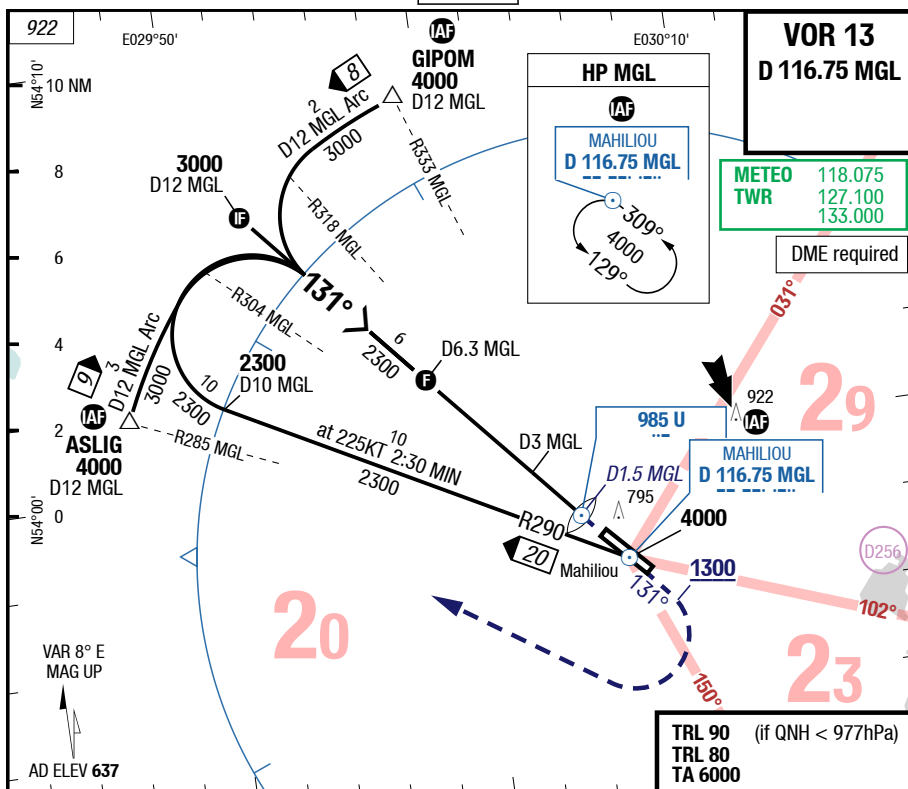 922
E029°50'
E030°10'
VOR 13
D 116.75 MGL
IAF
GIPOM
4000
D12 MGL
8
N54°10'
10 NM
2
D12 MGL Arc
3000
R333 MGL
HP MGL
IAF
MAHILIOU
D 116.75 MGL
309°
4000
129°
METEO 118.075
TWR 127.100
133.000
DME required
8
3000
D12 MGL
IF
R318 MGL
6
131°
R304 MGL
031°
3
D12 MGL Arc
3000
9
4
2300
D10 MGL
6
2300
D6.3 MGL
F
10
2300
922
IAF
29
IAF
ASLIG
4000
D12 MGL
2
R285 MGL
at 225KT 2:30 MIN
10
2300
D3 MGL
985 U
MAHILIOU
D 116.75 MGL
D1.5 MGL
795
4000
N54°00'
0
R290
20
Mahiliou
131°
1300
D256
102°
20
23
150°
VAR 8° E
MAG UP
AD ELEV 637
TRL 90 (if QNH < 977hPa)
TRL 80
TA 6000